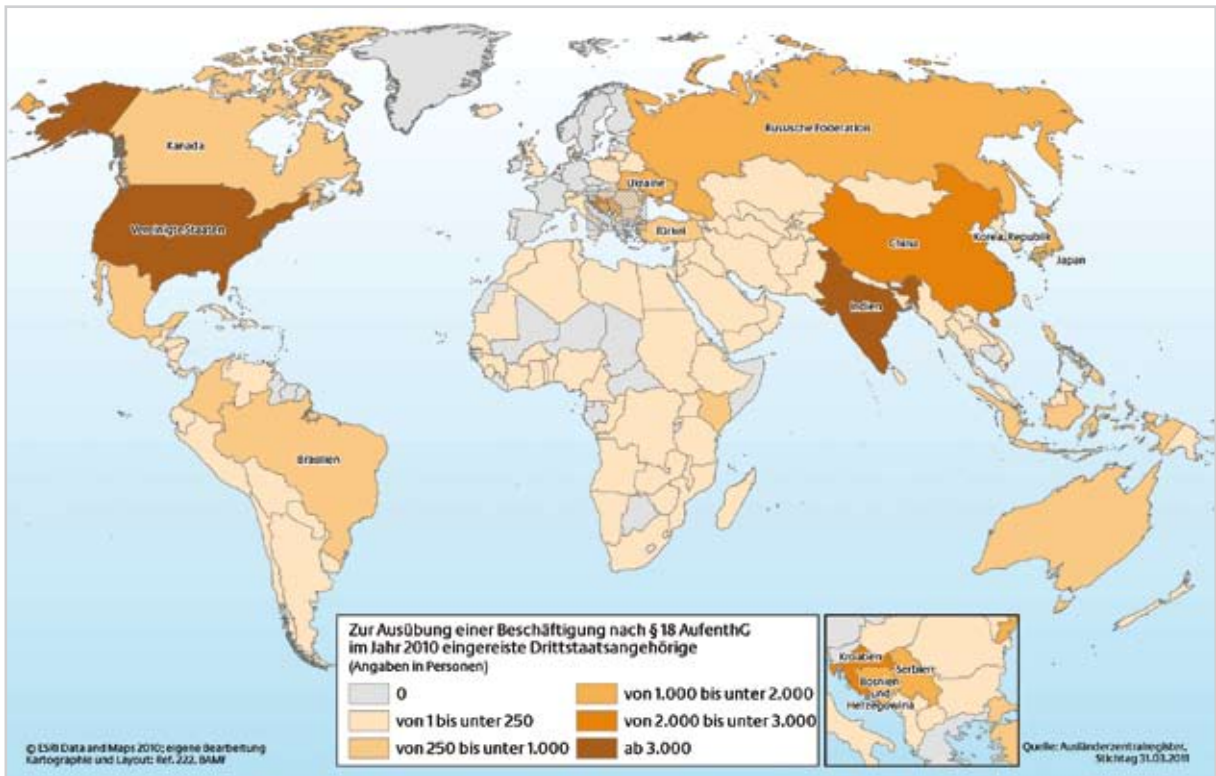 Kanada
Russische Föderation
Ukraine
Vereinigte Staaten
Türkei
China
Korea, Republik
Japan
Indien
Brasilien
Zur Ausübung einer Beschäftigung nach § 18 AufenthG
im Jahr 2010 eingereiste Drittstaatsangehörige
(Angaben in Personen)
0
von 1 bis unter 250
von 250 bis unter 1.000
von 1.000 bis unter 2.000
von 2.000 bis unter 3.000
ab 3.000
Kroatien
Serbien
Bosnien
und
Herzegowina
© ESRI Data and Maps 2010; eigene Bearbeitung
Kartographie und Layout: Ref. 222, BAMF
Quelle: Ausländerzentralregister,
Stichtag 31.03.2011